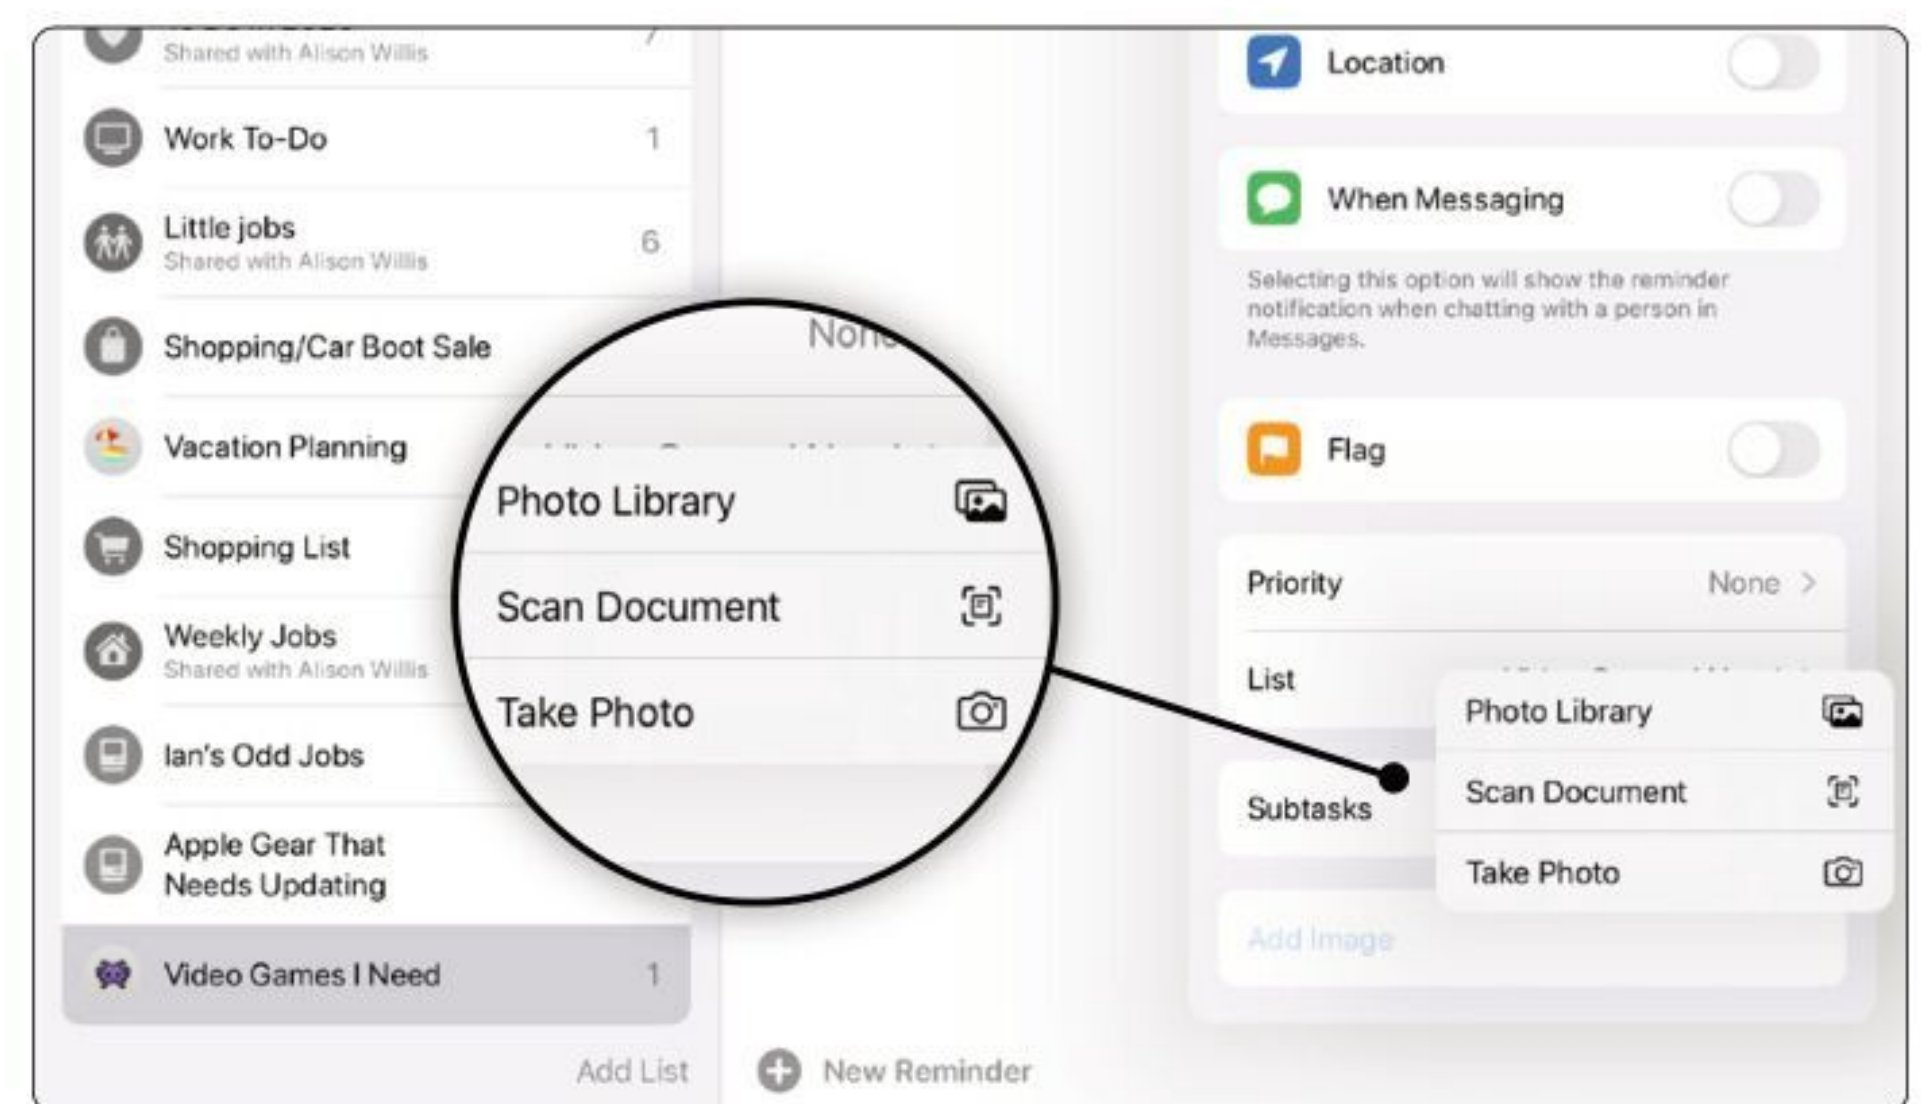 Shared with Alison Willis
7
Work To-Do
1
Little jobs
Shared with Alison Willis
6
Shopping/Car Boot Sale
Vacation Planning
Shopping List
Weekly Jobs
Shared with Alison Willis
Ian's Odd Jobs
Apple Gear That
Needs Updating
Video Games I Need
1
Add List
New Reminder
None
Photo Library
Scan Document
Take Photo
Location
When Messaging
Selecting this option will show the reminder
notification when chatting with a person in
Messages.
Flag
Priority
None
List
Photo Library
Scan Document
Take Photo
Subtasks
Add Image